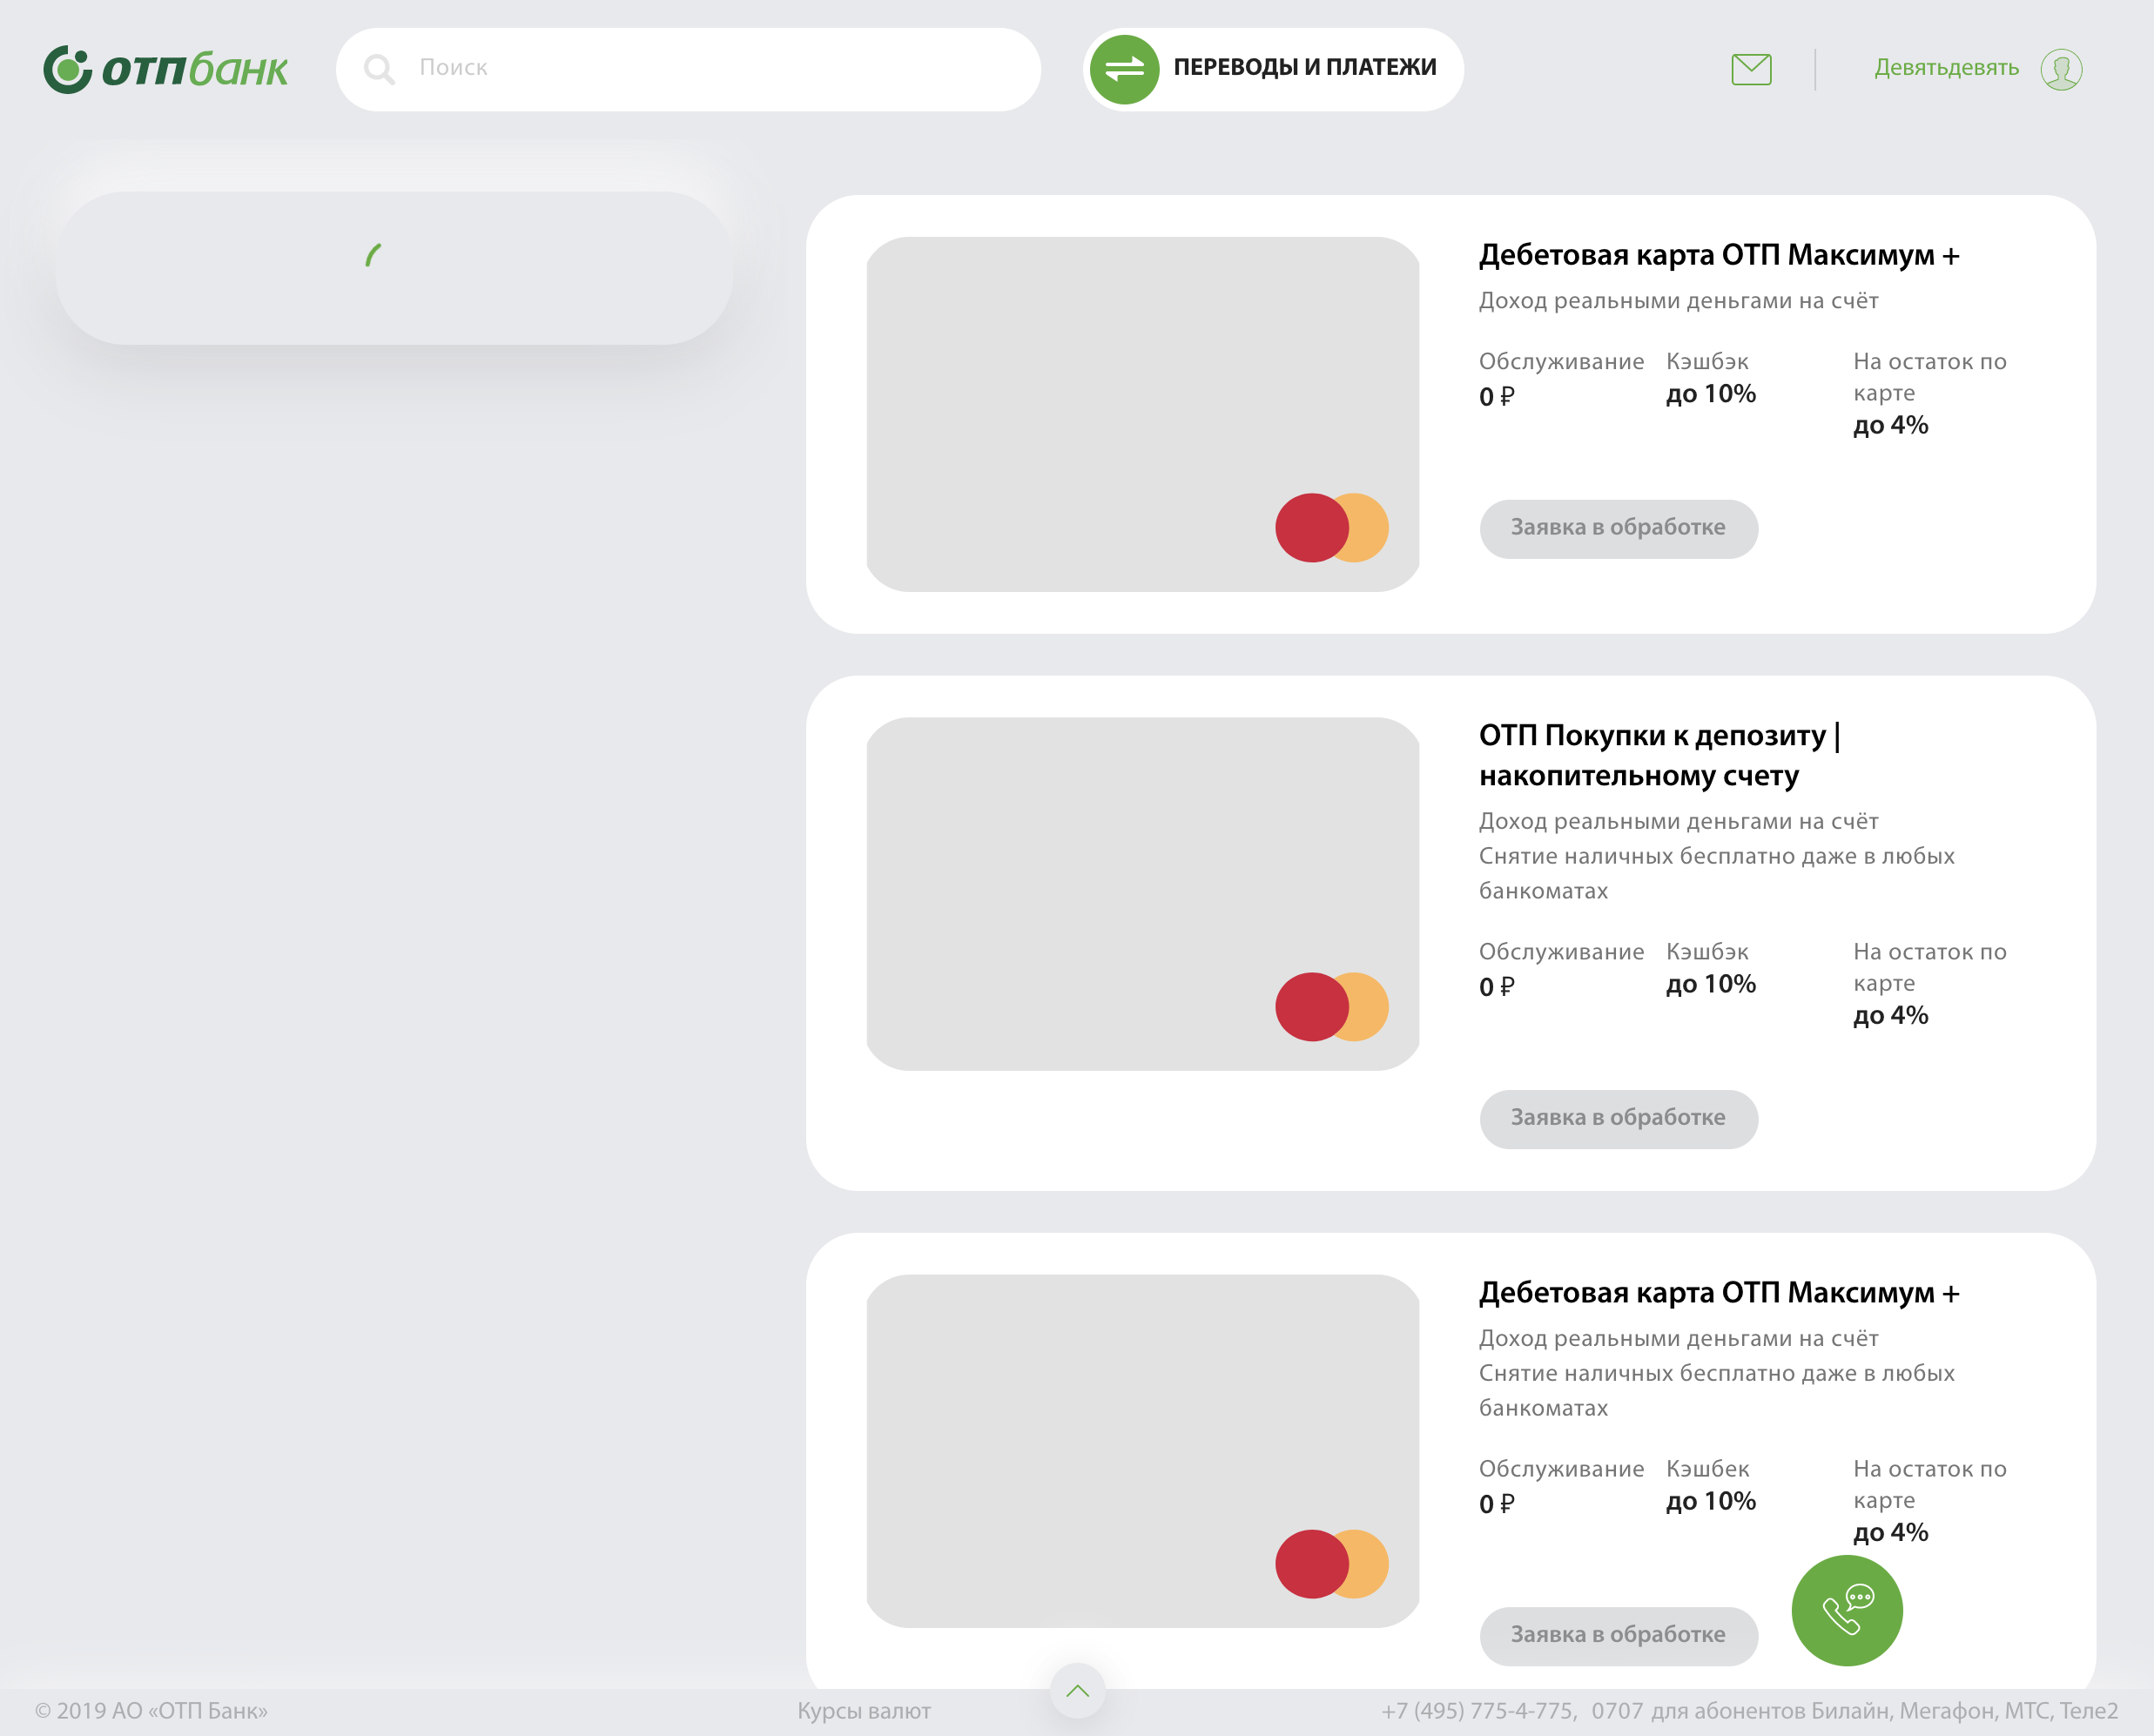 отпбанк
Поиск
ПЕРЕВОДЫ И ПЛАТЕЖИ
Девятьдевять
Дебетовая карта ОТП Максимум +
Доход реальными деньгами на счёт
Обслуживание
0 ₽
Кэшбэк
до 10%
На остаток по
карте
до 4%
Заявка в обработке
ОТП Покупки к депозиту |
накопительному счету
Доход реальными деньгами на счёт
Снятие наличных бесплатно даже в любых
банкоматах
Обслуживание
0 ₽
Кэшбэк
до 10%
На остаток по
карте
до 4%
Заявка в обработке
Дебетовая карта ОТП Максимум +
Доход реальными деньгами на счёт
Снятие наличных бесплатно даже в любых
банкоматах
Обслуживание
0 ₽
Кэшбек
до 10%
На остаток по
карте
до 4%
Заявка в обработке
© 2019 АО «ОТП Банк»
Курсы валют
+7 (495) 775-4-775, 0707 для абонентов Билайн, Мегафон, МТС, Теле2